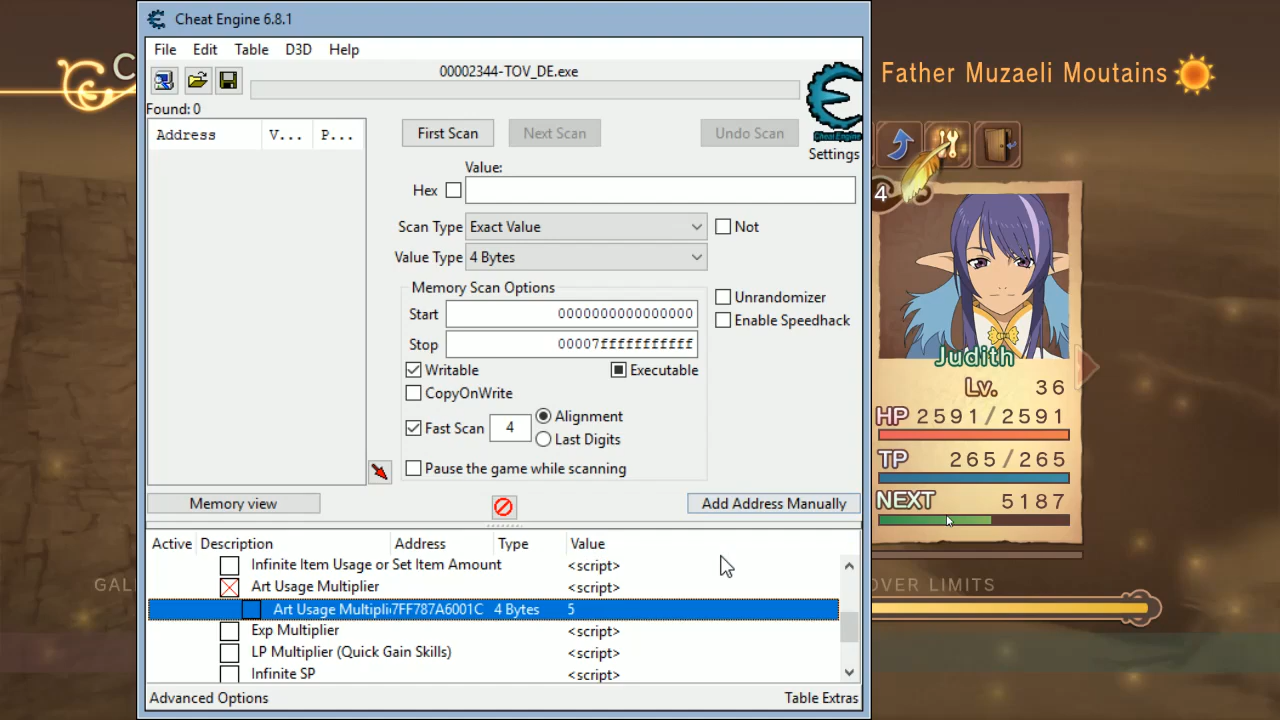 Cheat Engine 6.8.1
File Edit Table D3D Help
00002344-TOV_DE.exe
Found: 0
Address V... P...
First Scan Next Scan Undo Scan
Cheat Engine
Settings
Value:
Hex
Scan Type Exact Value Not
Value Type 4 Bytes
Memory Scan Options
Start 0000000000000000
Stop 00007fffffffffff
Unrandomizer
Enable Speedhack
Writable Executable
CopyOnWrite
Fast Scan 4 Alignment
Last Digits
Pause the game while scanning
Memory view Add Address Manually
Active Description Address Type Value
Infinite Item Usage or Set Item Amount <script>
Art Usage Multiplier <script>
Art Usage Multipli 7FF787A6001C 4 Bytes 5
Exp Multiplier <script>
LP Multiplier (Quick Gain Skills) <script>
Infinite SP <script>
Advanced Options Table Extras
C
Father Muzaeli Moutains
4
Judith
Lv. 36
HP 2591/2591
TP 265/265
NEXT 5187
GAL
OVER LIMITS